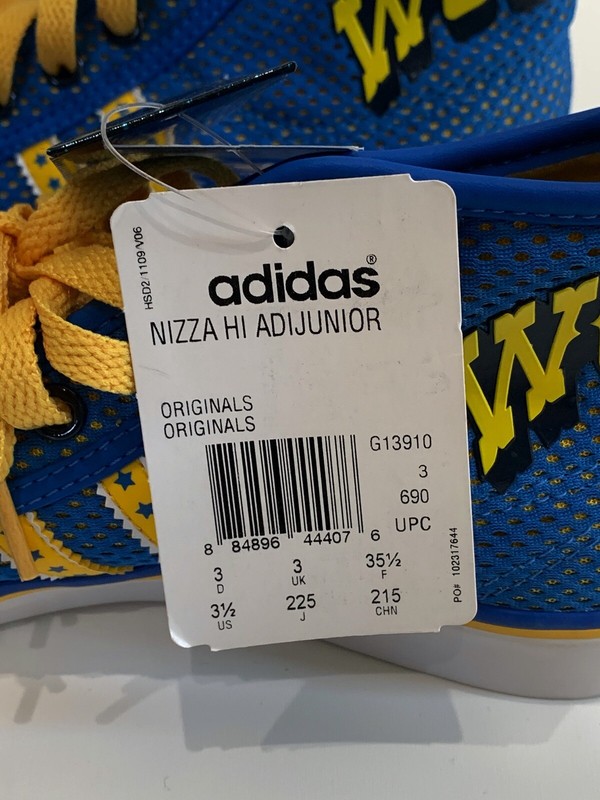 HSD2/1109/V06
adidas®
NIZZA HI ADIJUNIOR
ORIGINALS
ORIGINALS
G13910
3
690
UPC
8 84896 44407 6
3 3 35½
D UK F
3½ 225 215
US J CHN
PO# 102317644
W
W